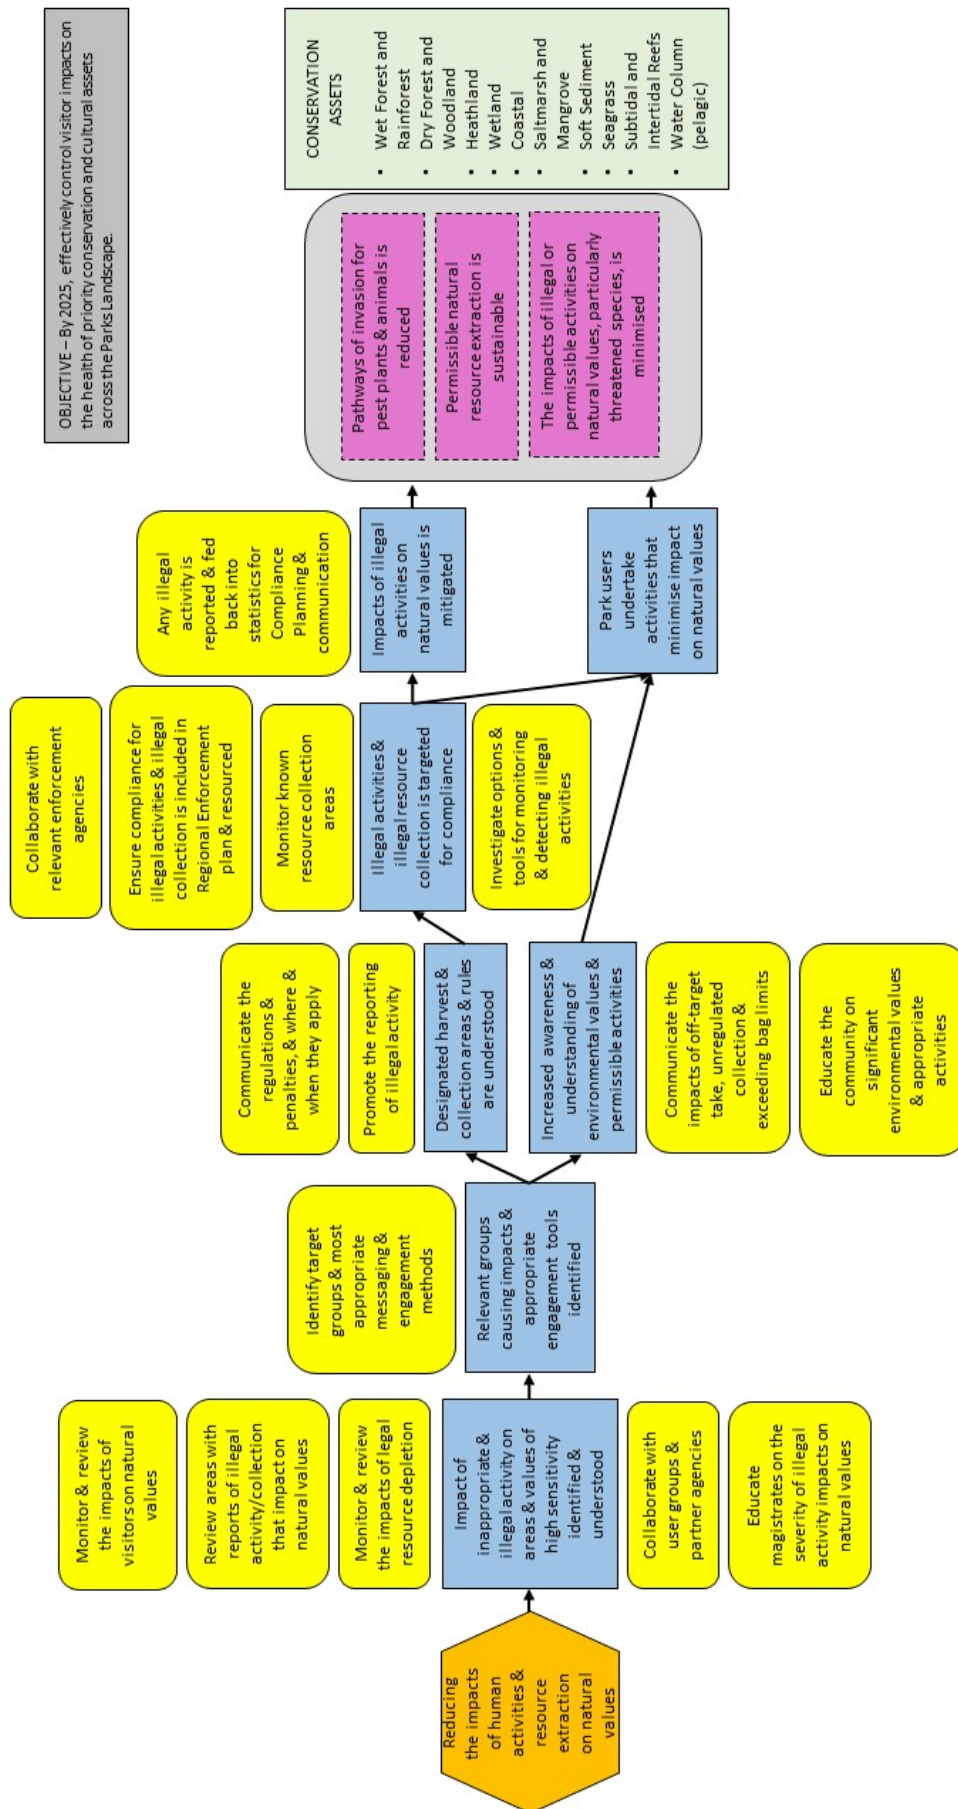 OBJECTIVE – By 2025, effectively control visitor impacts on
the health of priority conservation and cultural assets
across the Parks Landscape.
Reducing
the impacts
of human
activities &
resource
extraction
on natural
values
Monitor & review
the impacts of
visitors on natural
values
Review areas with
reports of illegal
activity/collection
that impact on
natural values
Monitor & review
the impacts of legal
resource depletion
Impact of
inappropriate &
illegal activity on
areas & values of
high sensitivity
identified &
understood
Collaborate with
user groups &
partner agencies
Educate
magistrates on the
severity of illegal
activity impacts on
natural values
Identify target
groups & most
appropriate
messaging &
engagement
methods
Relevant groups
causing impacts &
appropriate
engagement tools
identified
Communicate the
regulations &
penalties, & where &
when they apply
Promote the reporting
of illegal activity
Designated harvest &
collection areas & rules
are understood
Increased awareness &
understanding of
environmental values &
permissible activities
Communicate the
impacts of off-target
take, unregulated
collection &
exceeding bag limits
Educate the
community on
significant
environmental values
& appropriate
activities
Collaborate with
relevant enforcement
agencies
Ensure compliance for
illegal activities & illegal
collection is included in
Regional Enforcement
plan & resourced
Monitor known
resource collection
areas
Illegal activities &
illegal resource
collection is targeted
for compliance
Investigate options &
tools for monitoring
& detecting illegal
activities
Any illegal
activity is
reported & fed
back into
statistics for
Compliance
Planning &
communication
Impacts of illegal
activities on
natural values is
mitigated
Park users
undertake
activities that
minimise impact
on natural values
Pathways of invasion for
pest plants & animals is
reduced
Permissible natural
resource extraction is
sustainable
The impacts of illegal or
permissible activities on
natural values, particularly
threatened species, is
minimised
CONSERVATION
ASSETS
• Wet Forest and
Rainforest
• Dry Forest and
Woodland
• Heathland
• Wetland
• Coastal
• Saltmarsh and
Mangrove
• Soft Sediment
• Seagrass
• Subtidal and
Intertidal Reefs
• Water Column
(pelagic)